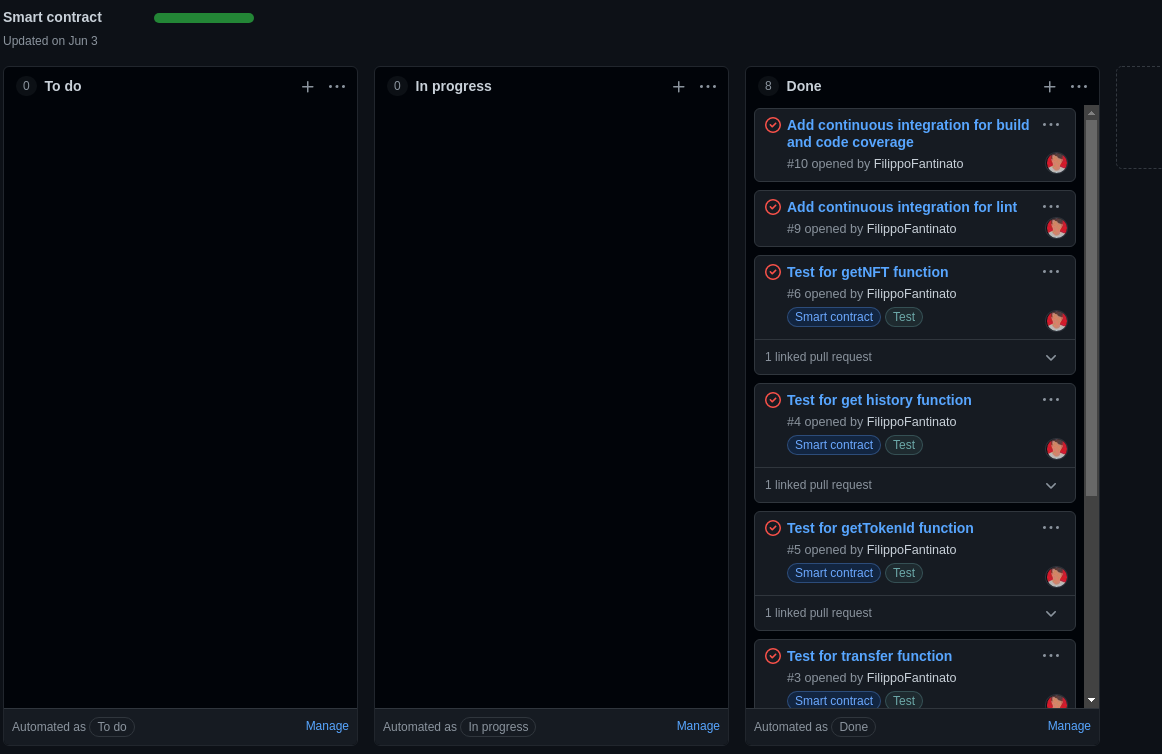 Smart contract
Updated on Jun 3
0 To do
0 In progress
8 Done
Add continuous integration for build
and code coverage
#10 opened by FilippoFantinato
Add continuous integration for lint
#9 opened by FilippoFantinato
Test for getNFT function
#6 opened by FilippoFantinato
Smart contract Test
1 linked pull request
Test for get history function
#4 opened by FilippoFantinato
Smart contract Test
1 linked pull request
Test for getTokenId function
#5 opened by FilippoFantinato
Smart contract Test
1 linked pull request
Test for transfer function
#3 opened by FilippoFantinato
Smart contract Test
Automated as To do Manage
Automated as In progress Manage
Automated as Done Manage